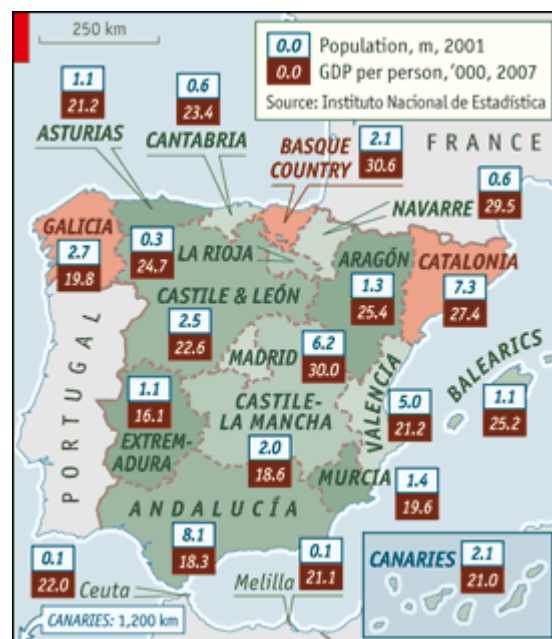 250 km
0.0 Population, m, 2001
0.0 GDP per person, '000, 2007
Source: Instituto Nacional de Estadística
1.1
21.2
ASTURIAS
0.6
23.4
CANTABRIA
BASQUE
COUNTRY
2.1
30.6
FRANCE
0.6
29.5
NAVARRE
GALICIA
2.7
19.8
0.3
24.7
LA RIOJA
ARAGÓN
1.3
25.4
CATALONIA
7.3
27.4
CASTILE & LEÓN
2.5
22.6
MADRID
6.2
30.0
PORTUGAL
1.1
16.1
EXTREM-
ADURA
CASTILE-
LA MANCHA
2.0
18.6
VALENCIA
5.0
21.2
BALEARICS
1.1
25.2
MURCIA
1.4
19.6
ANDALUCÍA
8.1
18.3
0.1
22.0
Ceuta
0.1
21.1
Melilla
CANARIES
2.1
21.0
CANARIES: 1,200 km